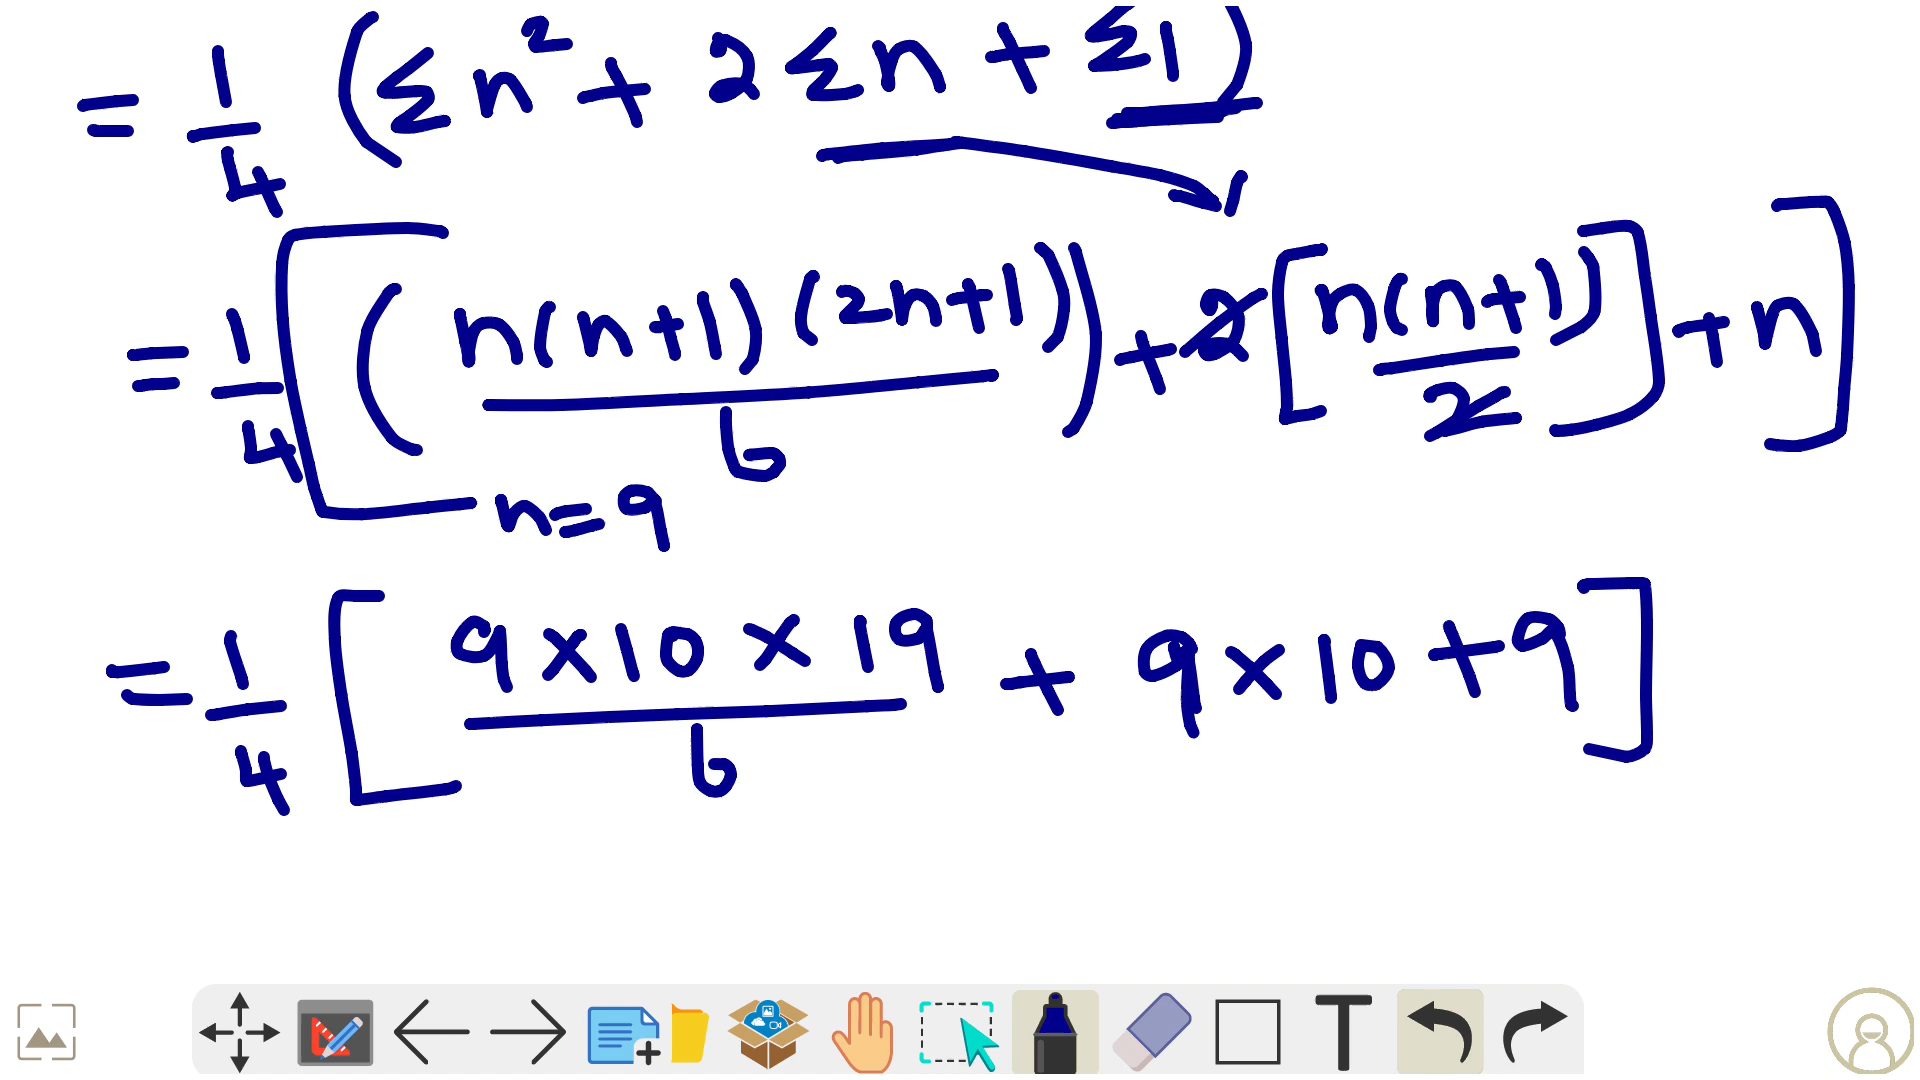 = 1/4 (Σn² + 2Σn + Σ1)
= 1/4 [(n(n+1)(2n+1))/6) + 2[n(n+1)/2] + n]
n=9
= 1/4 [9×10×19/6 + 9×10+9]
T